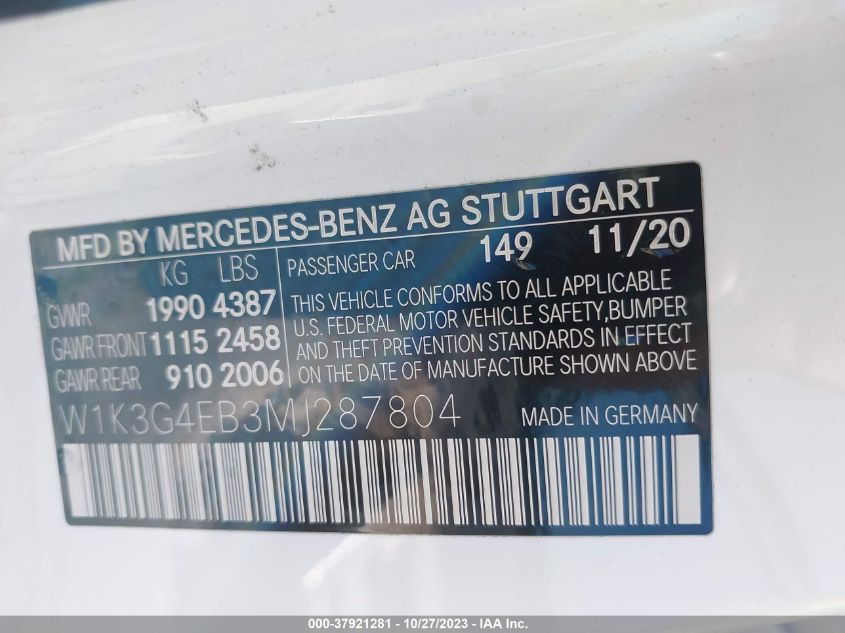 MFD BY MERCEDES-BENZ AG STUTTGART
KG LBS
GVWR 1990 4387
GAWR FRONT 1115 2458
GAWR REAR 910 2006
PASSENGER CAR 149 11/20
THIS VEHICLE CONFORMS TO ALL APPLICABLE
U.S. FEDERAL MOTOR VEHICLE SAFETY,BUMPER
AND THEFT PREVENTION STANDARDS IN EFFECT
ON THE DATE OF MANUFACTURE SHOWN ABOVE
W1K3G4EB3MJ287804 MADE IN GERMANY
000-37921281 - 10/27/2023 - IAA Inc.